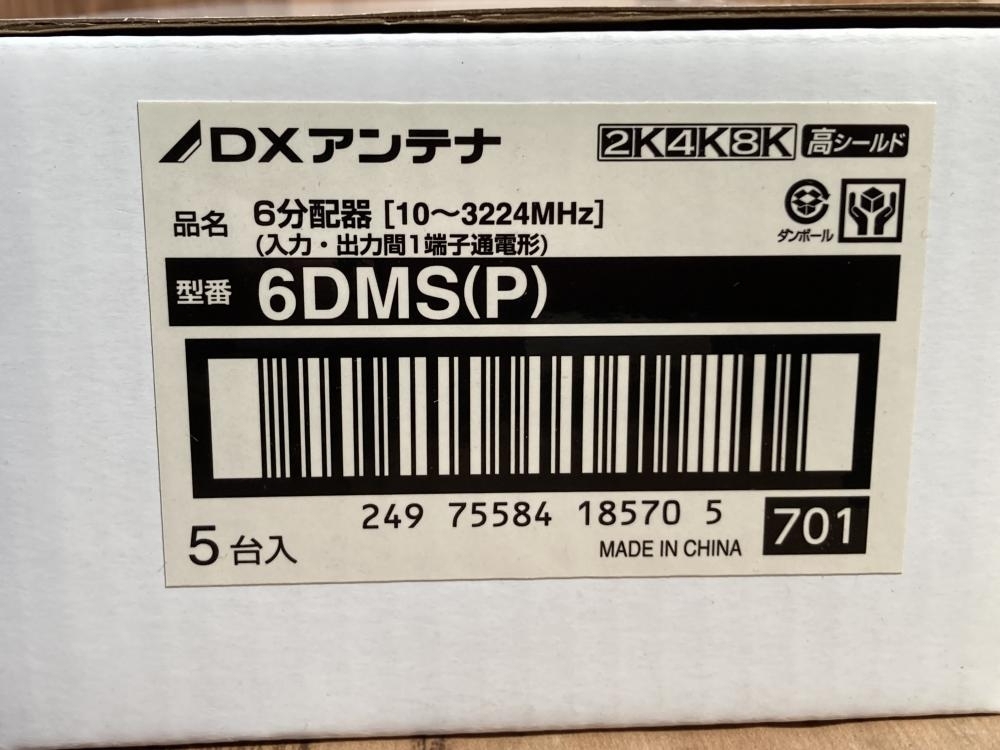 DXアンテナ 2K4K8K 高シールド
品名 6分配器 [10~3224MHz]
(入力・出力間1端子通電形)
ダンボール
型番 6DMS(P)
249 75584 18570 5
5台入 MADE IN CHINA 701